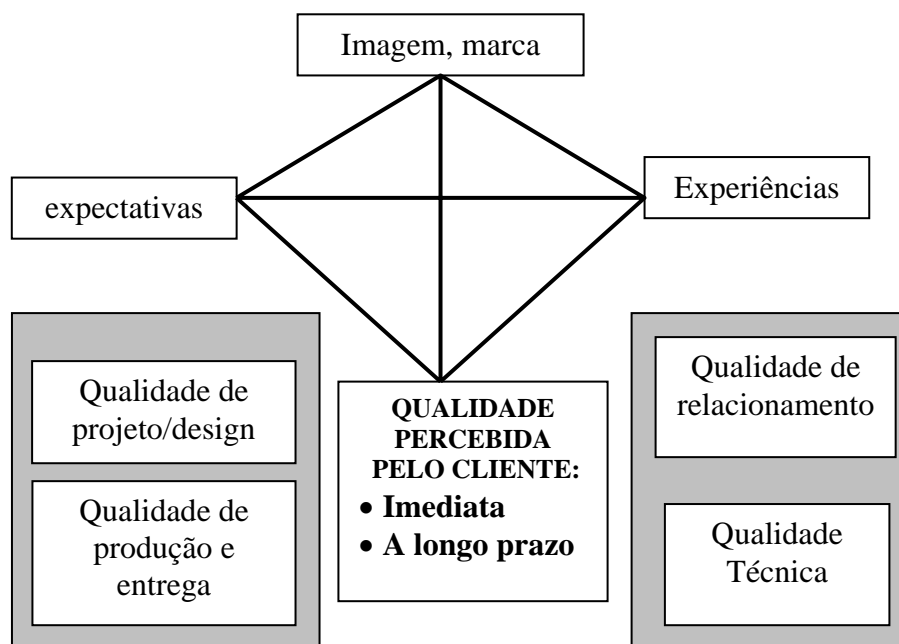 Imagem, marca
expectativas
Experiências
Qualidade de
projeto/design
Qualidade de
produção e
entrega
QUALIDADE
PERCEBIDA
PELO CLIENTE:
• Imediata
• A longo prazo
Qualidade de
relacionamento
Qualidade
Técnica